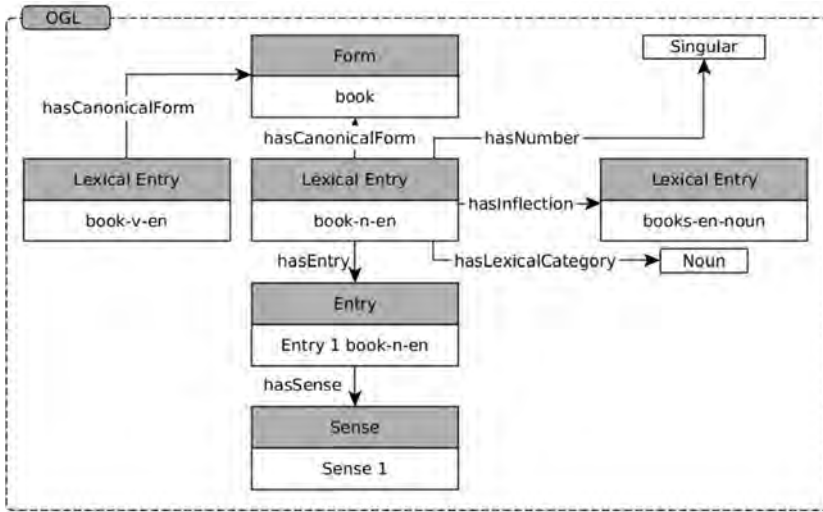 OGL
Form
Singular
book
hasCanonicalForm
hasCanonicalForm
hasNumber
Lexical Entry
Lexical Entry
Lexical Entry
book-v-en
book-n-en
hasInflection
books-en-noun
hasEntry
hasLexicalCategory
Noun
Entry
Entry 1 book-n-en
hasSense
Sense
Sense 1